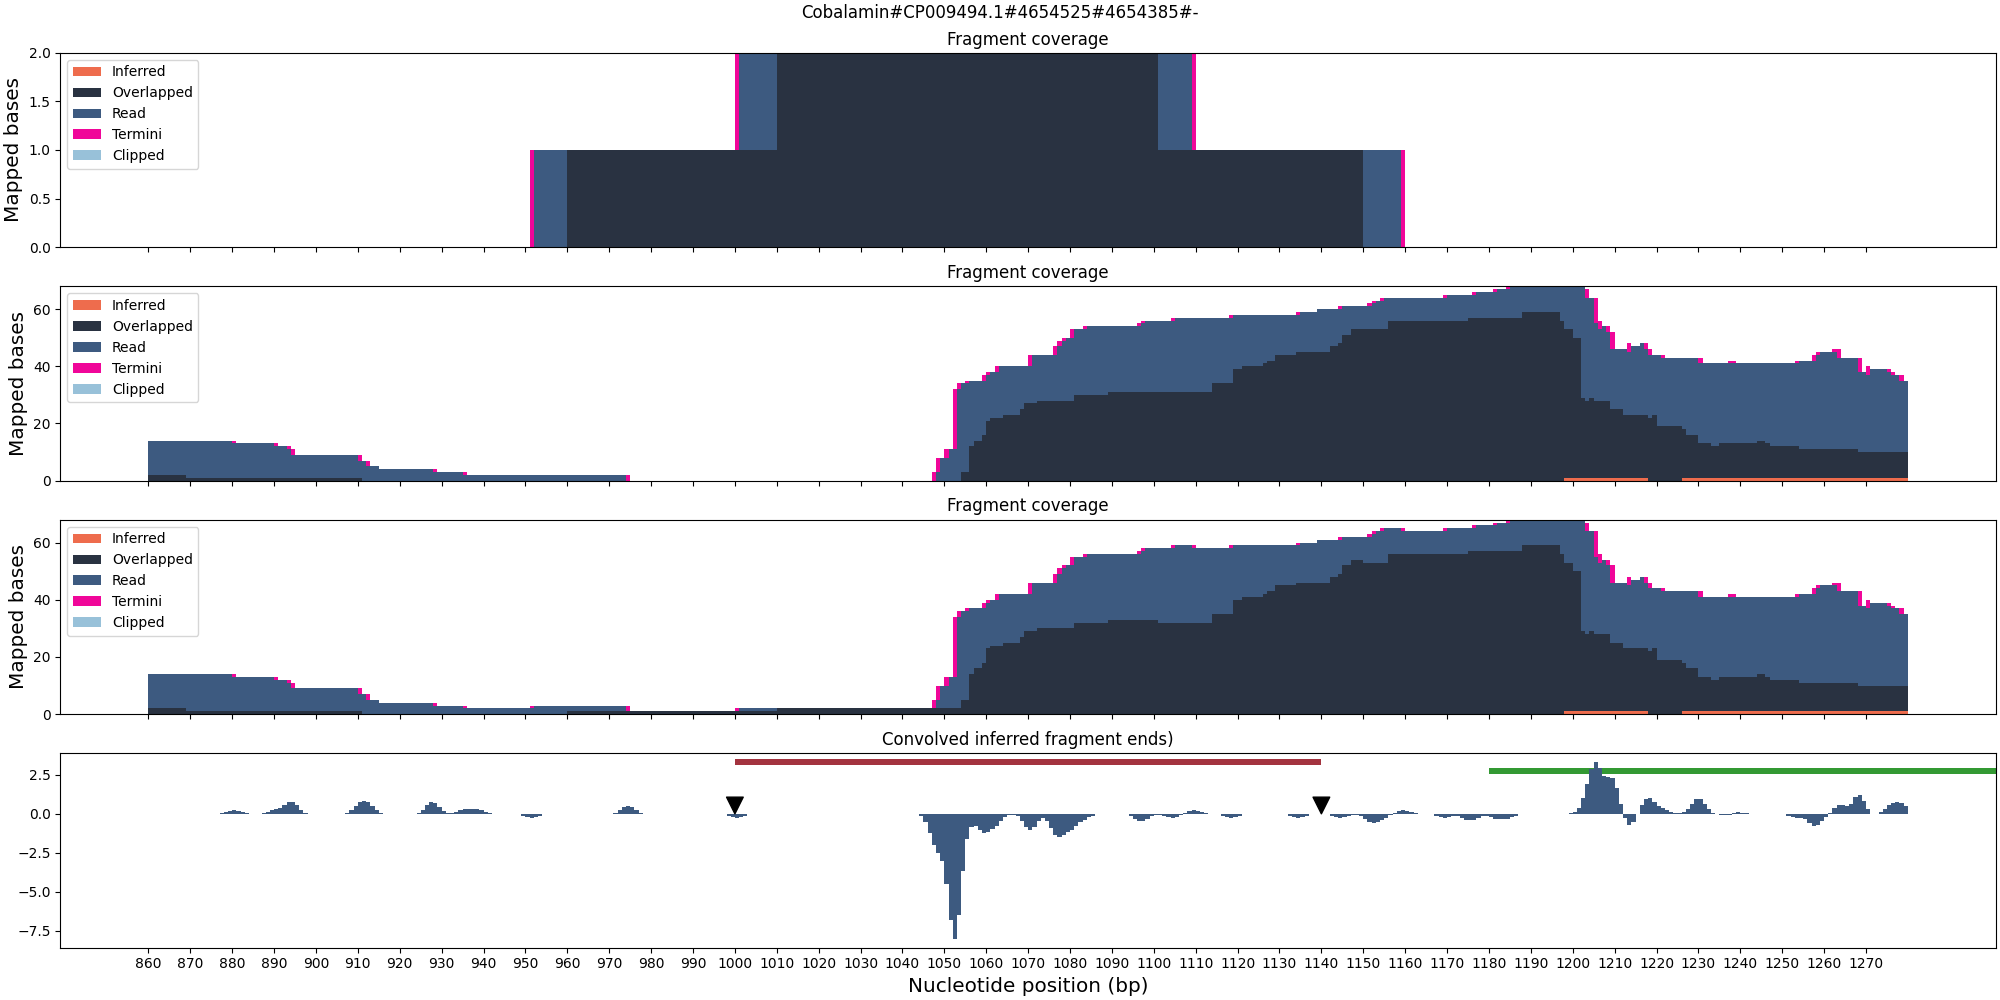 Cobalamin#CP009494.1#4654525#4654385#-
Fragment coverage
Mapped bases
2.0
1.5
1.0
0.5
0.0
Inferred
Overlapped
Read
Termini
Clipped
Fragment coverage
Mapped bases
60
40
20
0
Inferred
Overlapped
Read
Termini
Clipped
Fragment coverage
Mapped bases
60
40
20
0
Inferred
Overlapped
Read
Termini
Clipped
Convolved inferred fragment ends)
2.5
0.0
−2.5
−5.0
−7.5
860 870 880 890 900 910 920 930 940 950 960 970 980 990 1000 1010 1020 1030 1040 1050 1060 1070 1080 1090 1100 1110 1120 1130 1140 1150 1160 1170 1180 1190 1200 1210 1220 1230 1240 1250 1260 1270
Nucleotide position (bp)